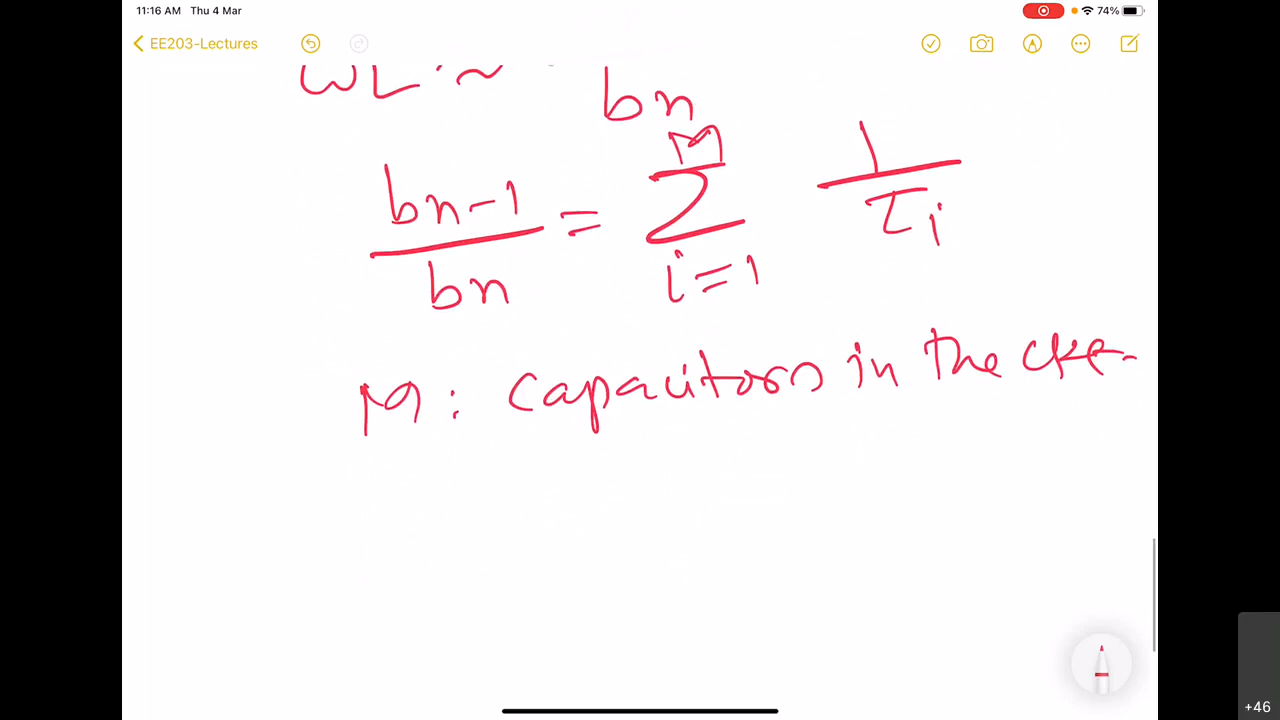 11:16 AM Thu 4 Mar 74%
EE203-Lectures
ωL ≈
bn
bn-1 / bn = M Σ i=1 1 / τi
M : capacitors in the ckt.
+46